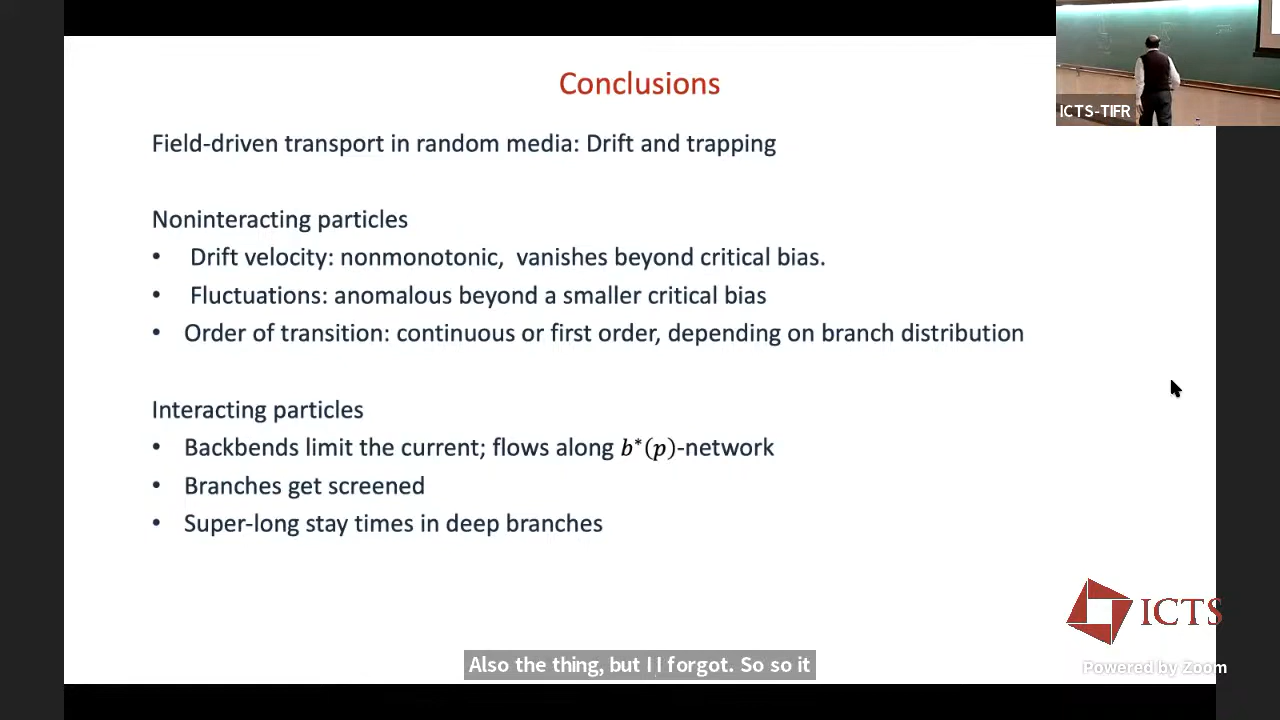 Conclusions
ICTS-TIFR
Field-driven transport in random media: Drift and trapping
Noninteracting particles
• Drift velocity: nonmonotonic, vanishes beyond critical bias.
• Fluctuations: anomalous beyond a smaller critical bias
• Order of transition: continuous or first order, depending on branch distribution
Interacting particles
• Backbends limit the current; flows along b*(p)-network
• Branches get screened
• Super-long stay times in deep branches
ICTS
Also the thing, but I I forgot. So so it
Powered by Zoom